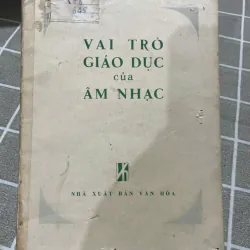 VAI TRÒ
GIÁO DỤC
của
ÂM NHẠC
NHÀ XUẤT BẢN VĂN HÓA